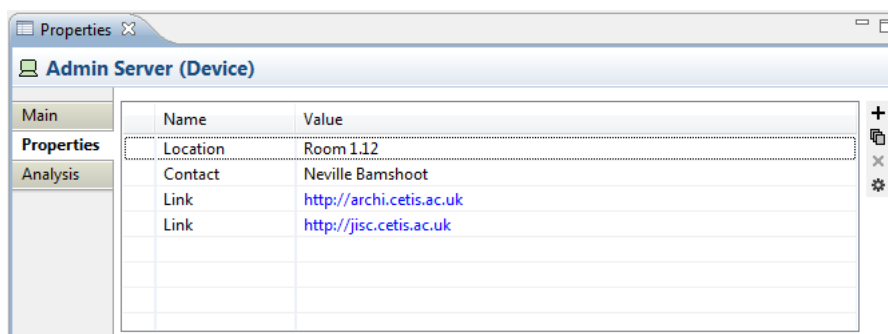 Properties
Admin Server (Device)
Main
Properties
Analysis
Name Value
Location Room 1.12
Contact Neville Bamshoot
Link http://archi.cetis.ac.uk
Link http://jisc.cetis.ac.uk